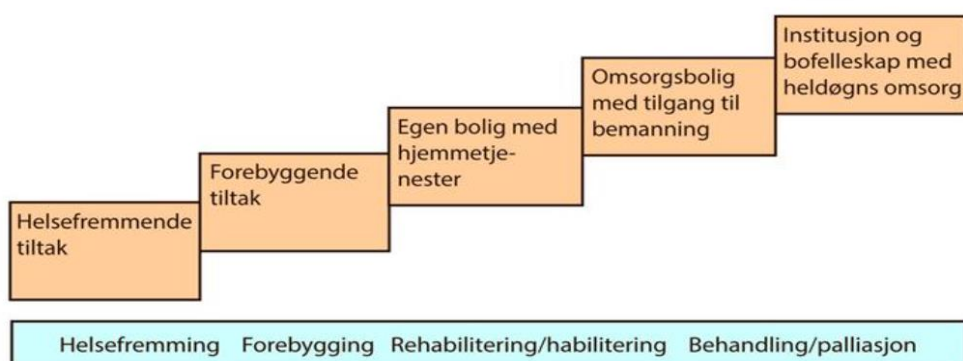 Institusjon og
bofelleskap med
heldøgns omsorg
Omsorgsbolig
med tilgang til
bemanning
Egen bolig med
hjemmetje-
nester
Forebyggende
tiltak
Helsefremmende
tiltak
Helsefremming Forebygging Rehabilitering/habilitering Behandling/palliasjon